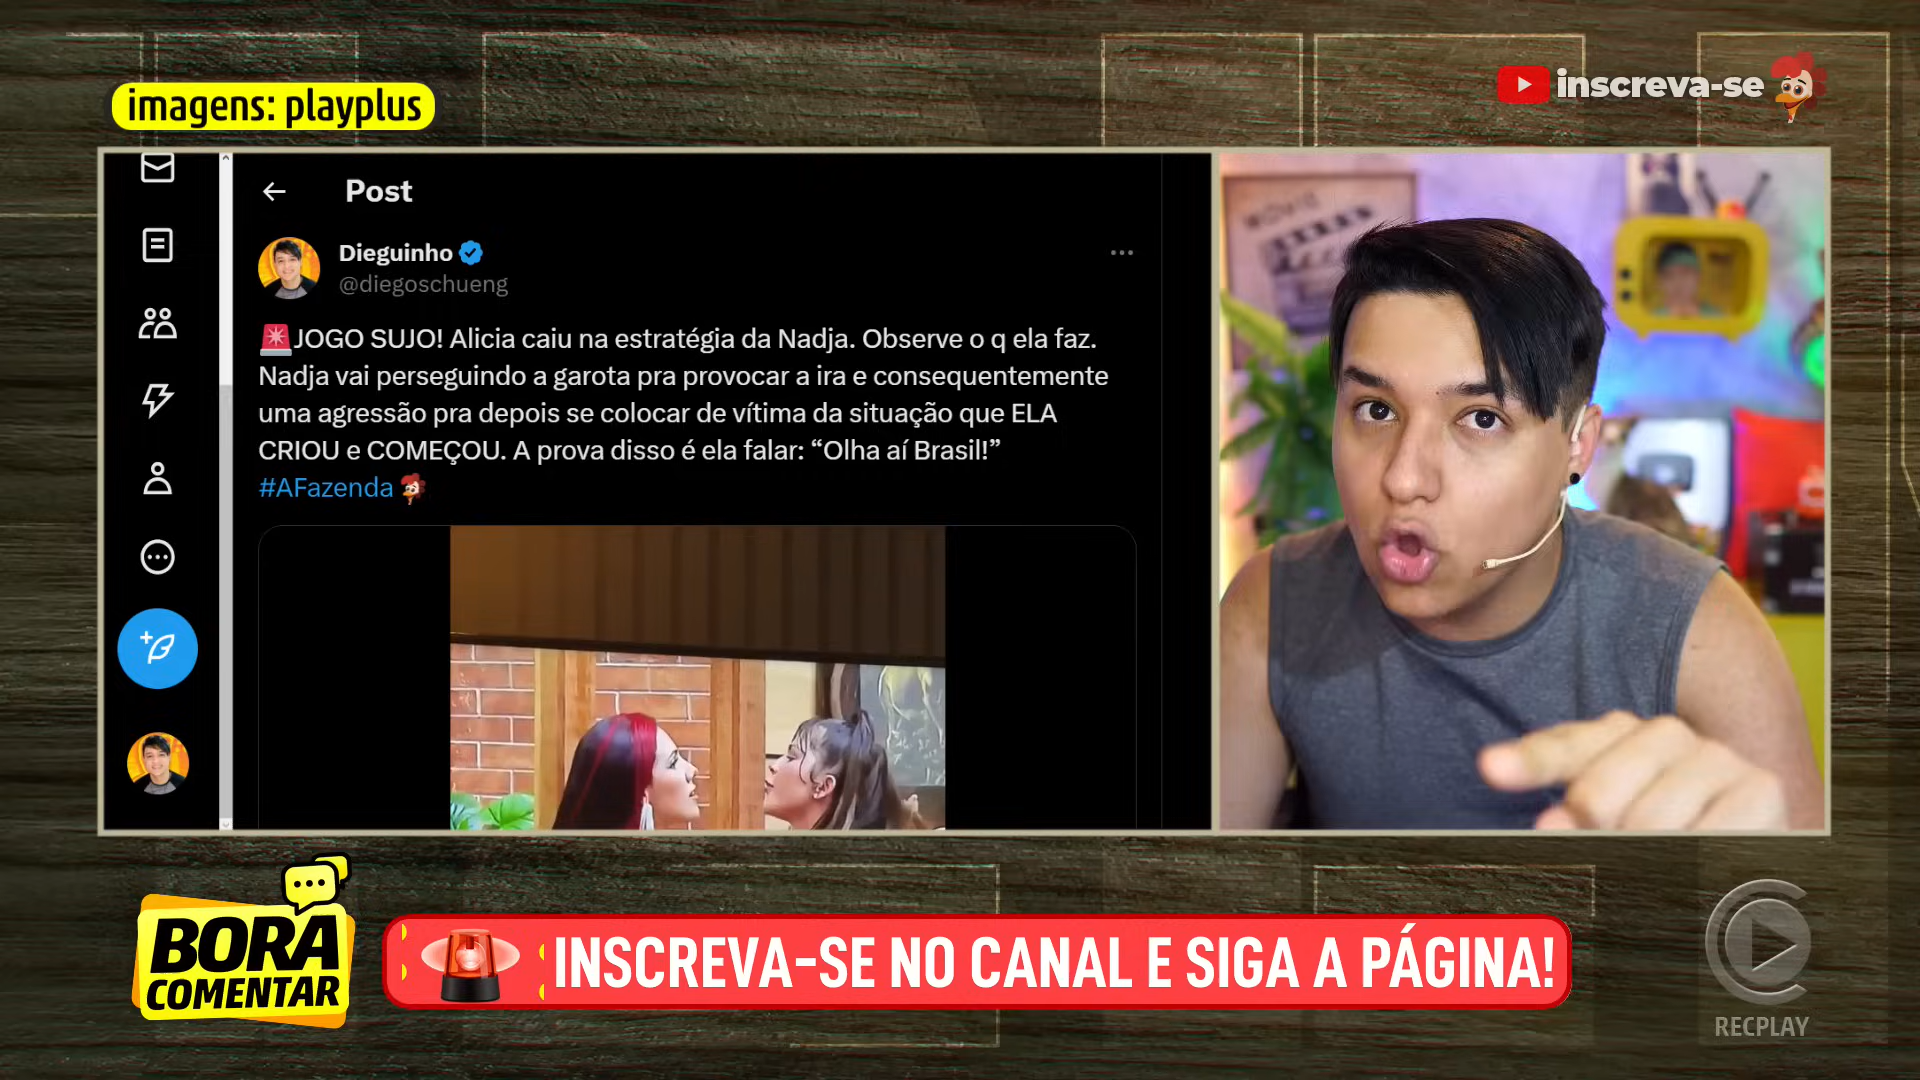 imagens: playplus
inscreva-se
MOVIE
Post
Dieguinho
@diegoschueng
🚨JOGO SUJO! Alicia caiu na estratégia da Nadja. Observe o q ela faz.
Nadja vai perseguindo a garota pra provocar a ira e consequentemente
uma agressão pra depois se colocar de vítima da situação que ELA
CRIOU e COMEÇOU. A prova disso é ela falar: “Olha aí Brasil!”
#AFazenda
BORA
COMENTAR
INSCREVA-SE NO CANAL E SIGA A PÁGINA!
RECPLAY